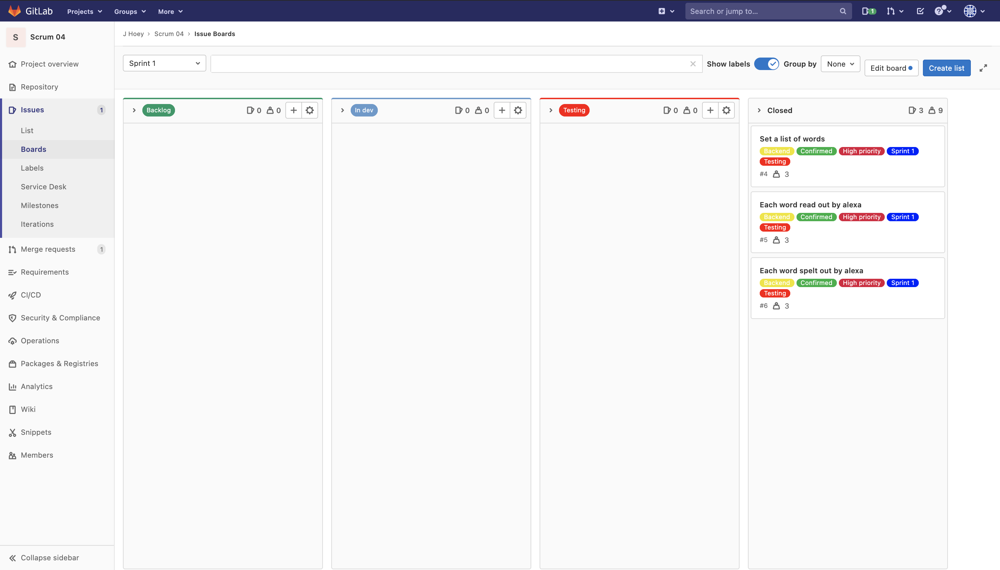 GitLab Projects Groups More Search or jump to... 1
S Scrum 04
J Hoey › Scrum 04 › Issue Boards
Project overview
Repository
Issues 1
List
Boards
Labels
Service Desk
Milestones
Iterations
Merge requests 1
Requirements
CI/CD
Security & Compliance
Operations
Packages & Registries
Analytics
Wiki
Snippets
Members
Collapse sidebar
Sprint 1 Show labels Group by None Edit board Create list
Backlog 0 0
In dev 0 0
Testing 0 0
Closed 3 9
Set a list of words
Backend Confirmed High priority Sprint 1
Testing
#4 3
Each word read out by alexa
Backend Confirmed High priority Sprint 1
Testing
#5 3
Each word spelt out by alexa
Backend Confirmed High priority Sprint 1
Testing
#6 3